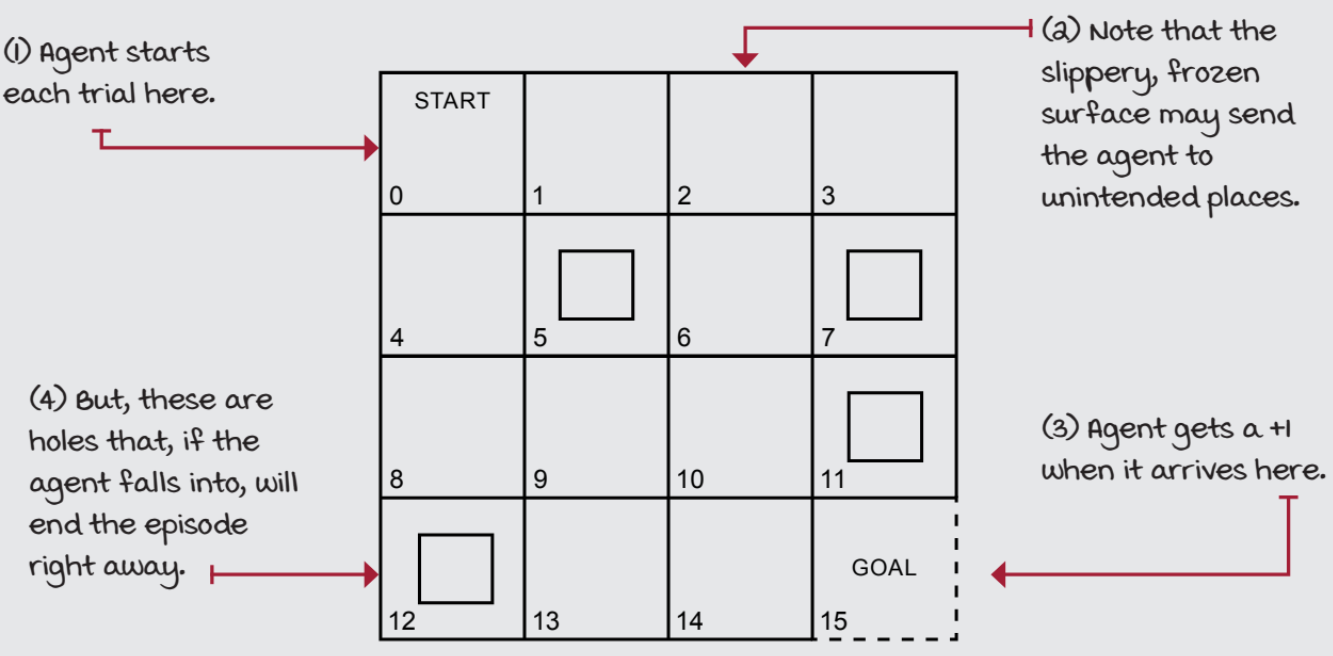 (1) Agent starts
each trial here.
(2) Note that the
slippery, frozen
surface may send
the agent to
unintended places.
START
0
1
2
3
4
5
6
7
8
9
10
11
GOAL
12
13
14
15
(4) But, these are
holes that, if the
agent falls into, will
end the episode
right away.
(3) Agent gets a +1
when it arrives here.